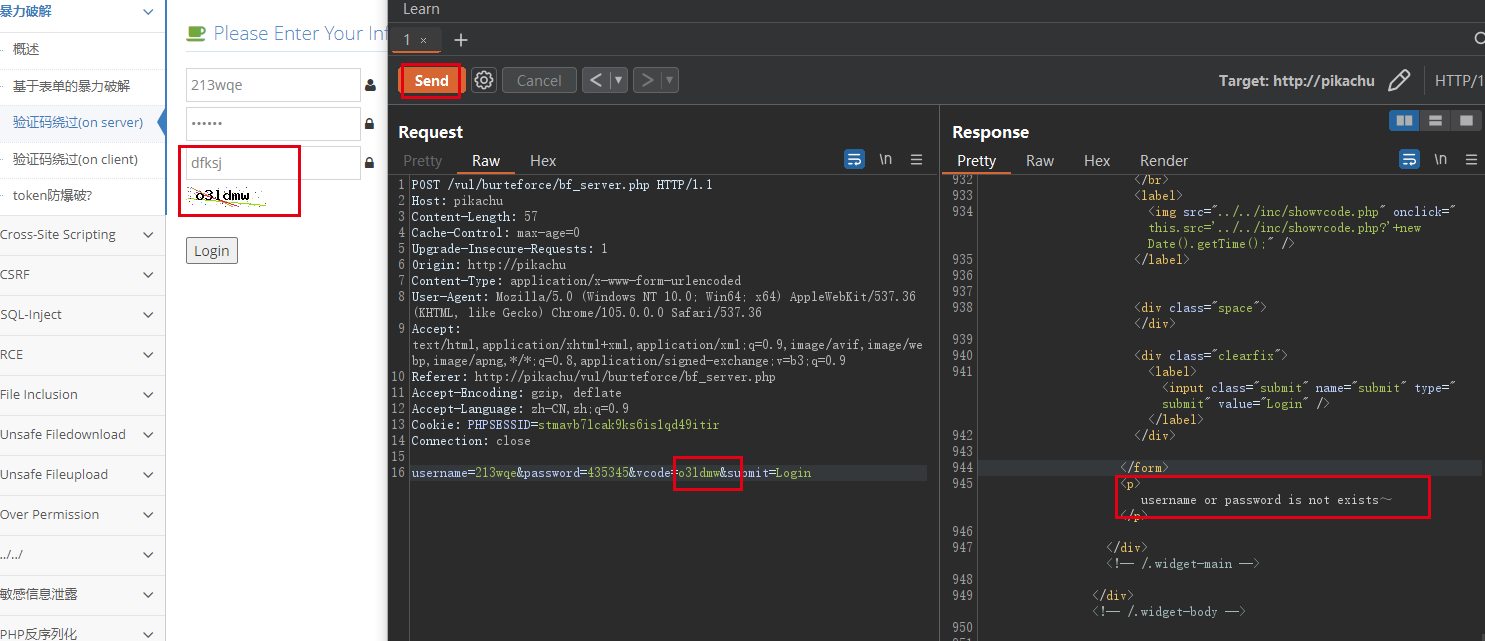 暴力破解
概述
基于表单的暴力破解
验证码绕过(on server)
验证码绕过(on client)
token防爆破?
Cross-Site Scripting
CSRF
SQL-Inject
RCE
File Inclusion
Unsafe Filedownload
Unsafe Fileupload
Over Permission
../../
敏感信息泄露
PHP反序列化
Please Enter Your Inf
213wqe
••••••
dfksj
o3ldmw
Login
Learn
1 × +
Send Cancel < > Target: http://pikachu HTTP/1
Request
Pretty Raw Hex \n
1 POST /vul/burteforce/bf_server.php HTTP/1.1
2 Host: pikachu
3 Content-Length: 57
4 Cache-Control: max-age=0
5 Upgrade-Insecure-Requests: 1
6 Origin: http://pikachu
7 Content-Type: application/x-www-form-urlencoded
8 User-Agent: Mozilla/5.0 (Windows NT 10.0; Win64; x64) AppleWebKit/537.36
(KHTML, like Gecko) Chrome/105.0.0.0 Safari/537.36
9 Accept:
text/html,application/xhtml+xml,application/xml;q=0.9,image/avif,image/we
bp,image/apng,*/*;q=0.8,application/signed-exchange;v=b3;q=0.9
10 Referer: http://pikachu/vul/burteforce/bf_server.php
11 Accept-Encoding: gzip, deflate
12 Accept-Language: zh-CN,zh;q=0.9
13 Cookie: PHPSESSID=stmavb7lcak9ks6is1qd49itir
14 Connection: close
15
16 username=213wqe&password=435345&vcode=o3ldmw&submit=Login
Response
Pretty Raw Hex Render \n
932 </br>
933 <label>
934 <img src="../../inc/showvcode.php" onclick="
this.src='../../inc/showvcode.php?'+new
Date().getTime();" />
935 </label>
936
937
938 <div class="space">
</div>
939
940 <div class="clearfix">
941 <label>
<input class="submit" name="submit" type="
submit" value="Login" />
</label>
942 </div>
943
944 </form>
945 <p>
username or password is not exists～
</p>
946
947 </div>
<!-- /.widget-main -->
948
949 </div>
<!-- /.widget-body -->
950